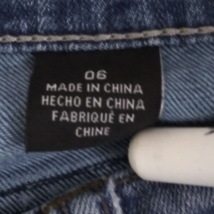 06
MADE IN CHINA
HECHO EN CHINA
FABRIQUÉ EN
CHINE